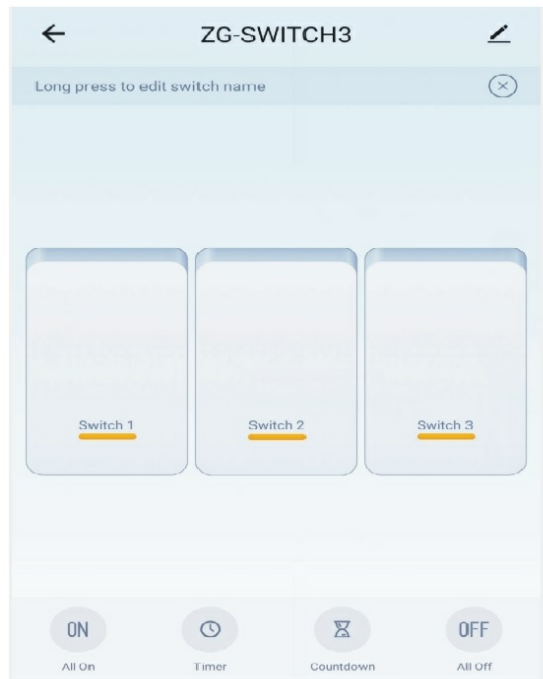 ZG-SWITCH3
Long press to edit switch name
Switch 1
Switch 2
Switch 3
ON
OFF
All On
Timer
Countdown
All Off